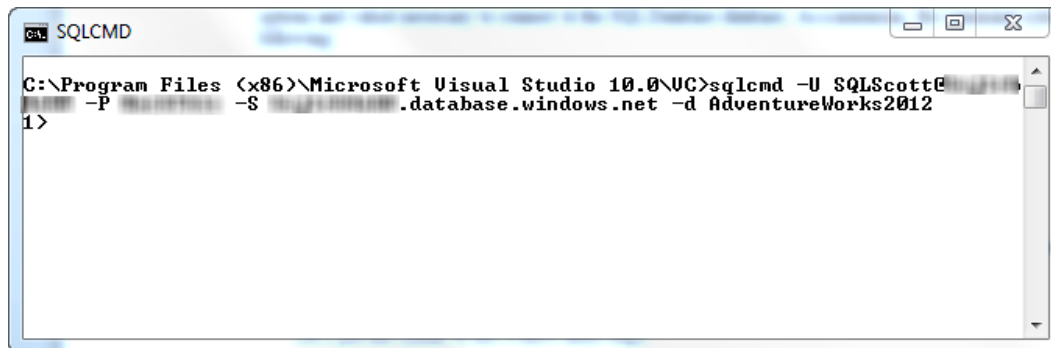 SQLCMD
C:\Program Files (x86)\Microsoft Visual Studio 10.0\VC>sqlcmd -U SQLScott@
-P -S .database.windows.net -d AdventureWorks2012
1>